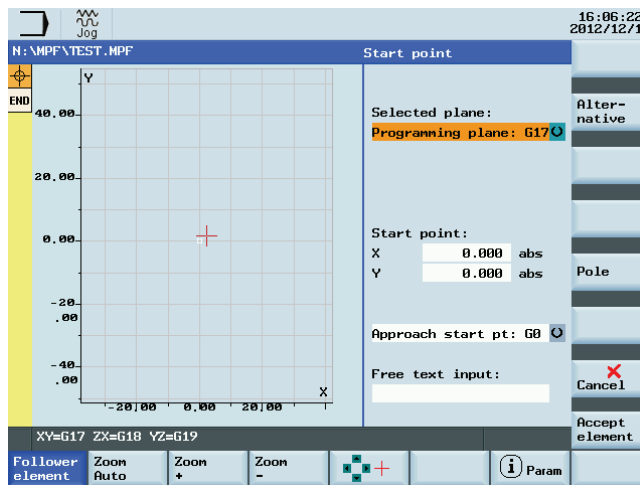 Jog
16:06:22
2012/12/1
N:\MPF\TEST.MPF
Start point
Y
END
40.00
20.00
0.00
-20
.00
-40
.00
-20.00 0.00 20.00
X
Selected plane:
Programming plane: G17
Start point:
X 0.000 abs
Y 0.000 abs
Approach start pt: G0
Free text input:
Alter-
native
Pole
Cancel
Accept
element
XY=G17 ZX=G18 YZ=G19
Follower
element
Zoom
Auto
Zoom
+
Zoom
-
i Param